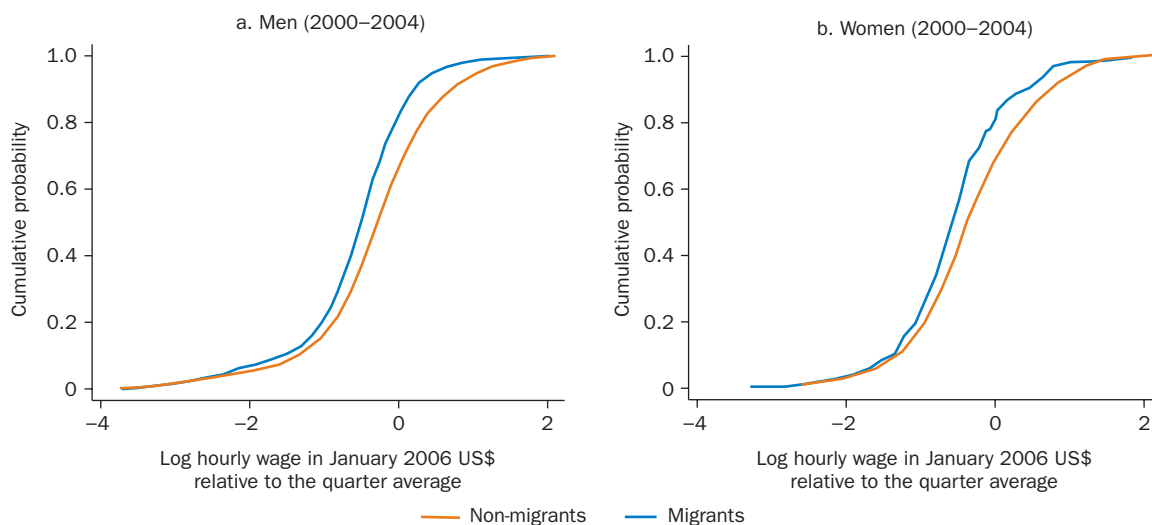 a. Men (2000–2004)
Cumulative probability
1.0
0.8
0.6
0.4
0.2
0
–4
–2
0
2
Log hourly wage in January 2006 US$
relative to the quarter average
b. Women (2000–2004)
Cumulative probability
1.0
0.8
0.6
0.4
0.2
0
–4
–2
0
2
Log hourly wage in January 2006 US$
relative to the quarter average
Non-migrants
Migrants